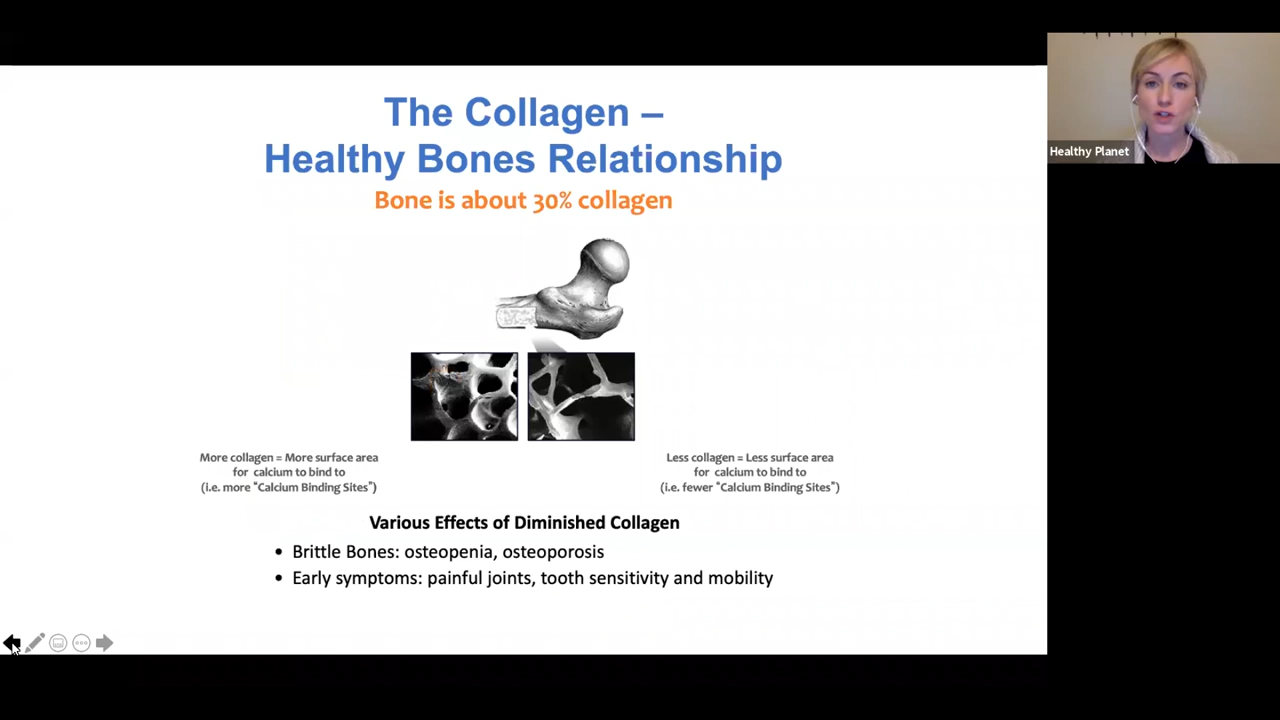 The Collagen –
Healthy Bones Relationship
Bone is about 30% collagen
More collagen = More surface area
for calcium to bind to
(i.e. more “Calcium Binding Sites”)
Less collagen = Less surface area
for calcium to bind to
(i.e. fewer “Calcium Binding Sites”)
Various Effects of Diminished Collagen
• Brittle Bones: osteopenia, osteoporosis
• Early symptoms: painful joints, tooth sensitivity and mobility
Healthy Planet